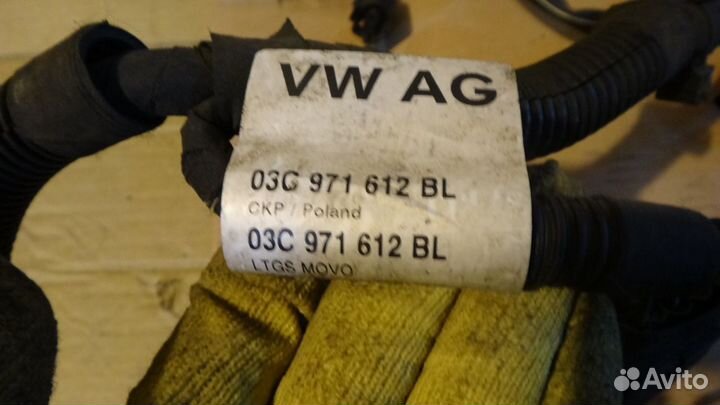 VW AG
03C 971 612 BL
CKP / Poland
03C 971 612 BL
LTGS MOVO
Avito